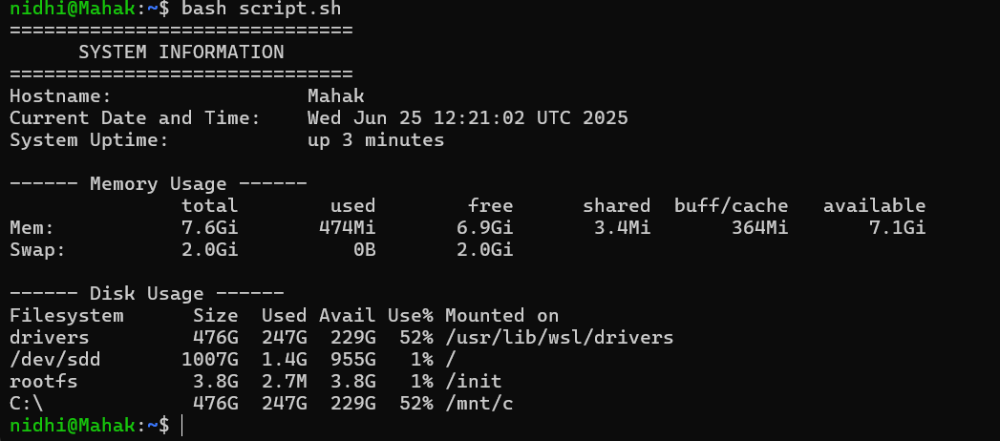 nidhi@Mahak:~$ bash script.sh
==============================
      SYSTEM INFORMATION
==============================
Hostname:                 Mahak
Current Date and Time:    Wed Jun 25 12:21:02 UTC 2025
System Uptime:            up 3 minutes

------ Memory Usage ------
               total        used        free      shared  buff/cache   available
Mem:           7.6Gi       474Mi       6.9Gi       3.4Mi       364Mi       7.1Gi
Swap:          2.0Gi          0B       2.0Gi

------ Disk Usage ------
Filesystem      Size  Used Avail Use% Mounted on
drivers         476G  247G  229G  52% /usr/lib/wsl/drivers
/dev/sdd       1007G  1.4G  955G   1% /
rootfs          3.8G  2.7M  3.8G   1% /init
C:\             476G  247G  229G  52% /mnt/c
nidhi@Mahak:~$